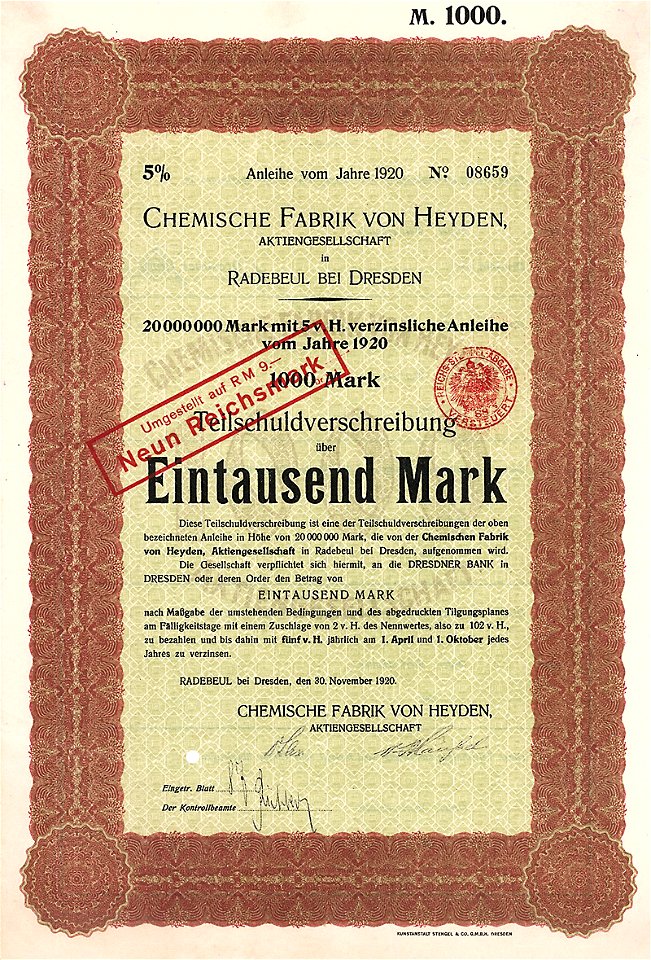 M. 1000.
5% Anleihe vom Jahre 1920 Nº 08659
CHEMISCHE FABRIK VON HEYDEN,
AKTIENGESELLSCHAFT
in
RADEBEUL BEI DRESDEN
20000000 Mark mit 5 v. H. verzinsliche Anleihe
vom Jahre 1920
1000 Mark
Umgestellt auf RM 9.—
Neun Reichsmark
REICHS-STEMPEL-ABGABE
VERSTEUERT
Teilschuldverschreibung
über
Eintausend Mark
Diese Teilschuldverschreibung ist eine der Teilschuldverschreibungen der oben
bezeichneten Anleihe in Höhe von 20 000 000 Mark, die von der Chemischen Fabrik
von Heyden, Aktiengesellschaft in Radebeul bei Dresden, aufgenommen wird.
Die Gesellschaft verpflichtet sich hiermit, an die DRESDNER BANK in
DRESDEN oder deren Order den Betrag von
EINTAUSEND MARK
nach Maßgabe der umstehenden Bedingungen und des abgedruckten Tilgungsplanes
am Fälligkeitstage mit einem Zuschlage von 2 v. H. des Nennwertes, also zu 102 v. H.,
zu bezahlen und bis dahin mit fünf v. H. jährlich am 1. April und 1. Oktober jedes
Jahres zu verzinsen.
RADEBEUL bei Dresden, den 30. November 1920.
CHEMISCHE FABRIK VON HEYDEN,
AKTIENGESELLSCHAFT
Eingetr. Blatt
Der Kontrollbeamte
KUNSTANSTALT STENGEL & CO. G.M.B.H. DRESDEN